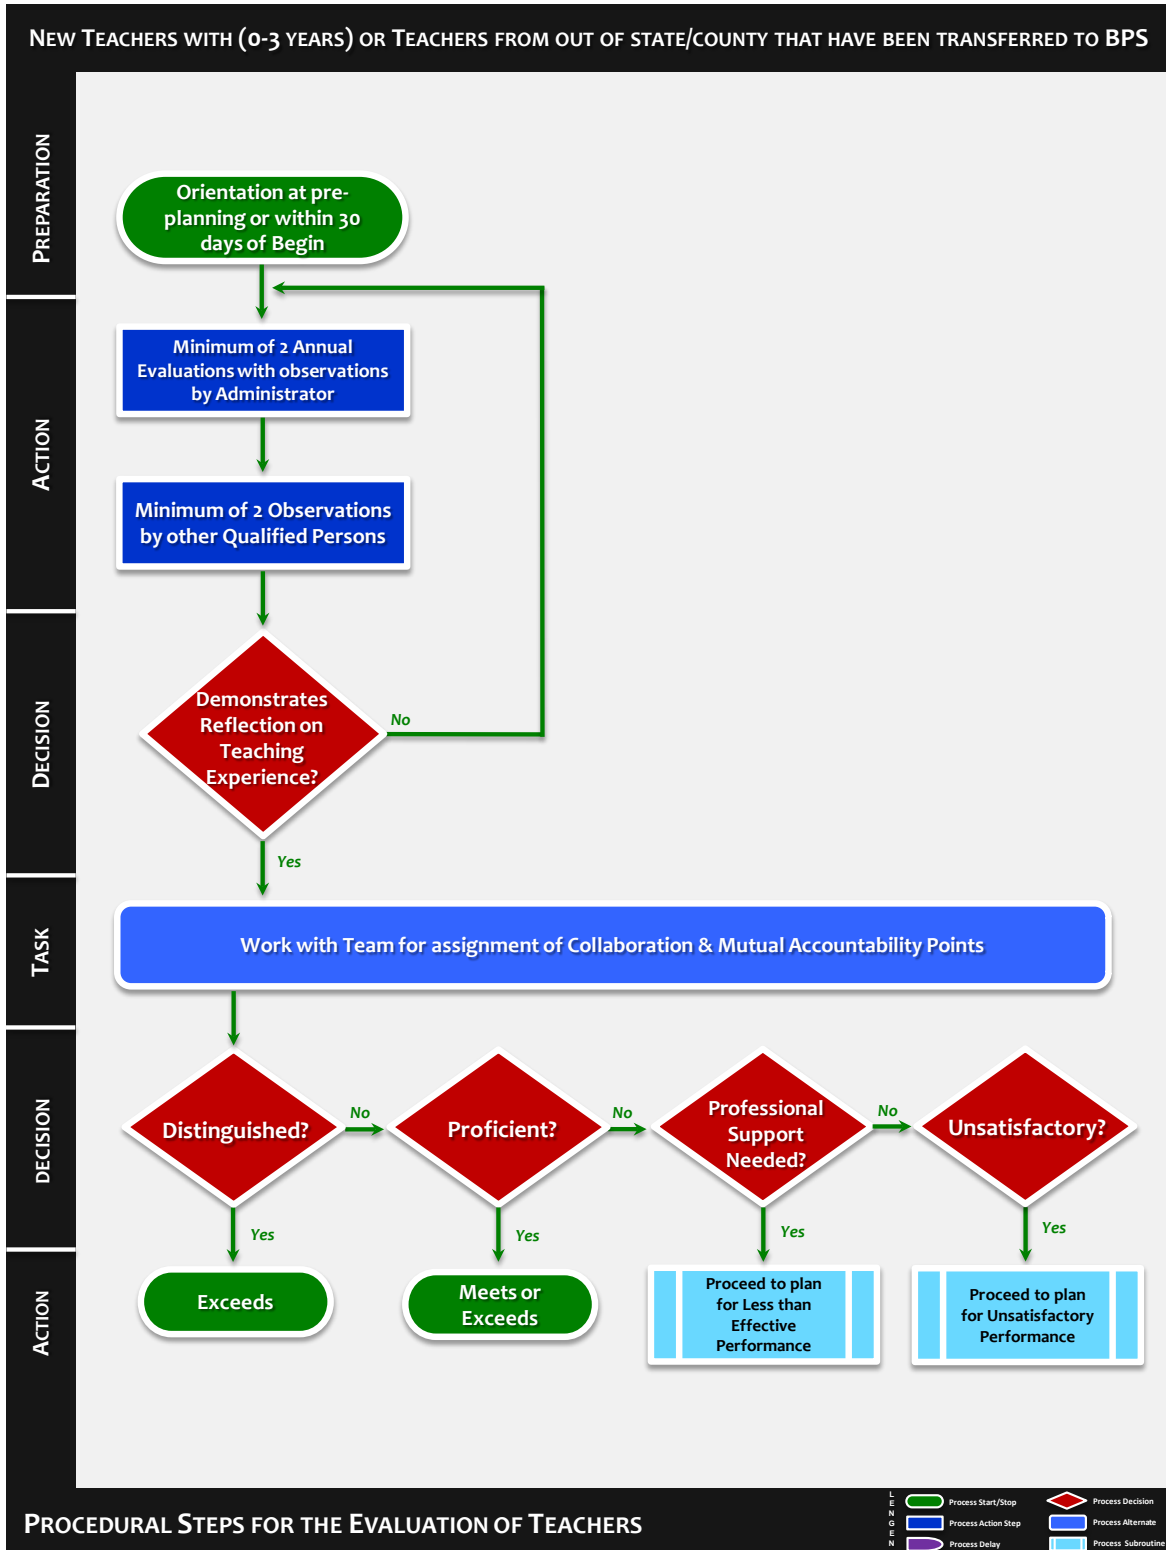 NEW TEACHERS WITH (0-3 YEARS) OR TEACHERS FROM OUT OF STATE/COUNTY THAT HAVE BEEN TRANSFERRED TO BPS
PREPARATION
Orientation at pre-
planning or within 30
days of Begin
ACTION
Minimum of 2 Annual
Evaluations with observations
by Administrator
Minimum of 2 Observations
by other Qualified Persons
DECISION
Demonstrates
Reflection on
Teaching
Experience?
No
Yes
TASK
Work with Team for assignment of Collaboration & Mutual Accountability Points
DECISION
Distinguished?
No
Proficient?
No
Professional
Support
Needed?
No
Unsatisfactory?
Yes
Yes
Yes
Yes
ACTION
Exceeds
Meets or
Exceeds
Proceed to plan
for Less than
Effective
Performance
Proceed to plan
for Unsatisfactory
Performance
PROCEDURAL STEPS FOR THE EVALUATION OF TEACHERS
LENGEN
Process Start/Stop
Process Decision
Process Action Step
Process Alternate
Process Delay
Process Subroutine